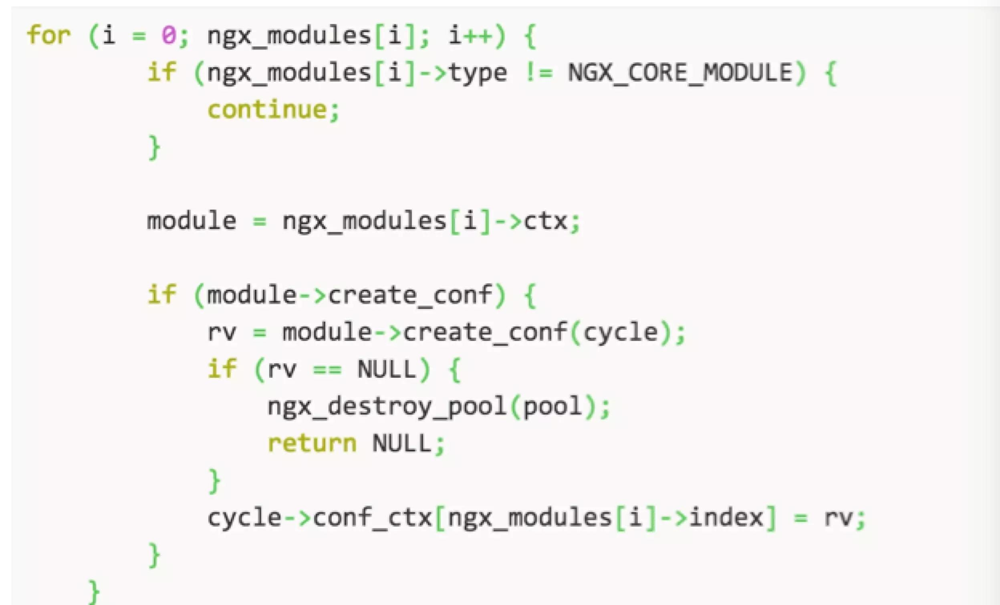 for (i = 0; ngx_modules[i]; i++) {
        if (ngx_modules[i]->type != NGX_CORE_MODULE) {
            continue;
        }

        module = ngx_modules[i]->ctx;

        if (module->create_conf) {
            rv = module->create_conf(cycle);
            if (rv == NULL) {
                ngx_destroy_pool(pool);
                return NULL;
            }
            cycle->conf_ctx[ngx_modules[i]->index] = rv;
        }
    }